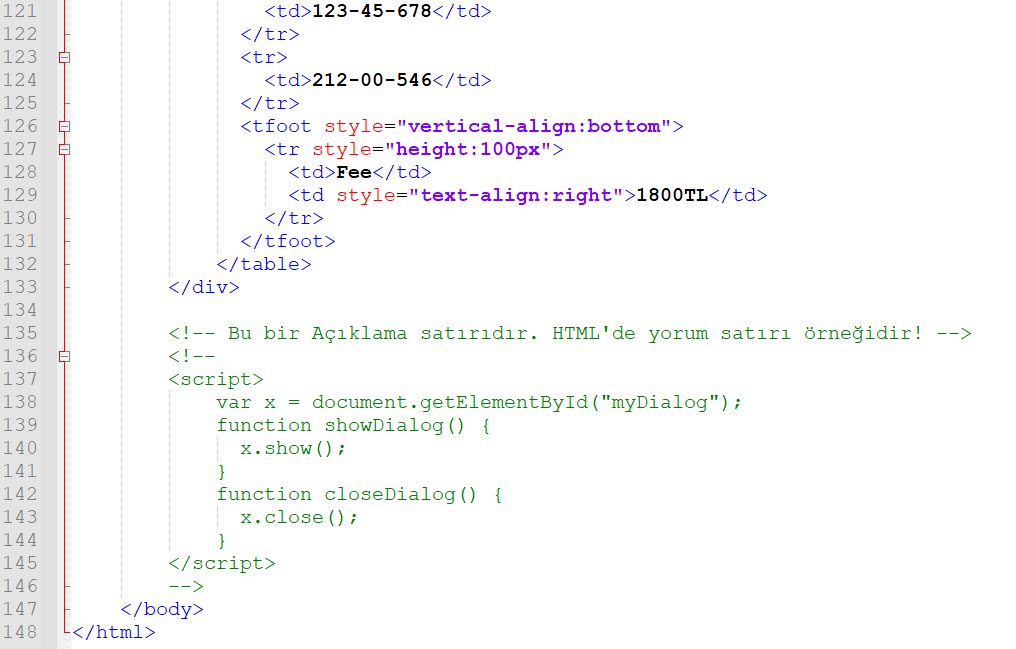 121 <td>123-45-678</td>
122 </tr>
123 <tr>
124 <td>212-00-546</td>
125 </tr>
126 <tfoot style="vertical-align:bottom">
127 <tr style="height:100px">
128 <td>Fee</td>
129 <td style="text-align:right">1800TL</td>
130 </tr>
131 </tfoot>
132 </table>
133 </div>
134
135 <!-- Bu bir Açıklama satırıdır. HTML'de yorum satırı örneğidir! -->
136 <!--
137 <script>
138 var x = document.getElementById("myDialog");
139 function showDialog() {
140 x.show();
141 }
142 function closeDialog() {
143 x.close();
144 }
145 </script>
146 -->
147 </body>
148 </html>